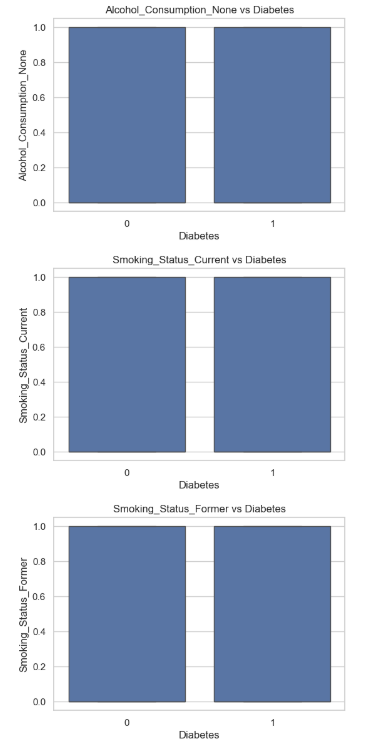 Alcohol_Consumption_None vs Diabetes
1.0
0.8
0.6
0.4
0.2
0.0
Alcohol_Consumption_None
0 1
Diabetes
Smoking_Status_Current vs Diabetes
1.0
0.8
0.6
0.4
0.2
0.0
Smoking_Status_Current
0 1
Diabetes
Smoking_Status_Former vs Diabetes
1.0
0.8
0.6
0.4
0.2
0.0
Smoking_Status_Former
0 1
Diabetes